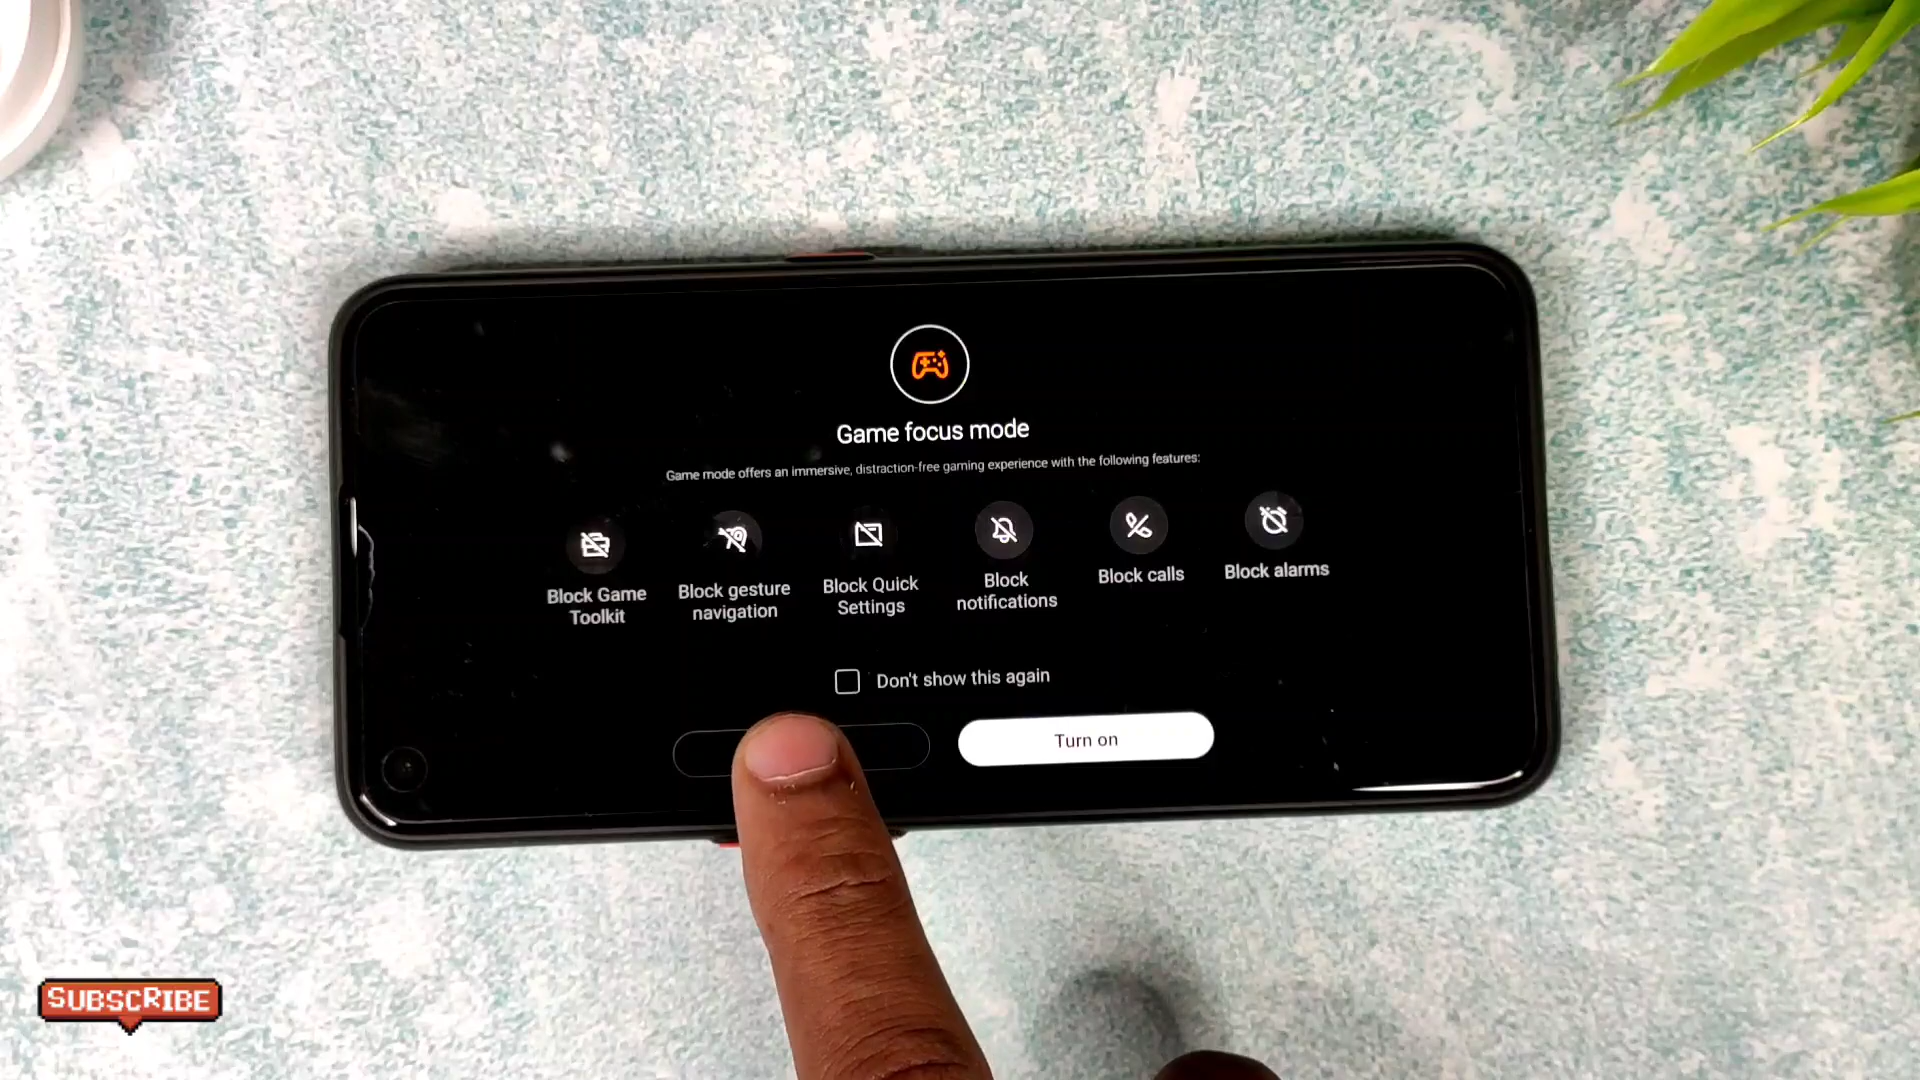 Game focus mode
Game mode offers an immersive, distraction-free gaming experience with the following features:
Block Game
Toolkit
Block gesture
navigation
Block Quick
Settings
Block
notifications
Block calls
Block alarms
Don't show this again
Turn on
SUBSCRIBE